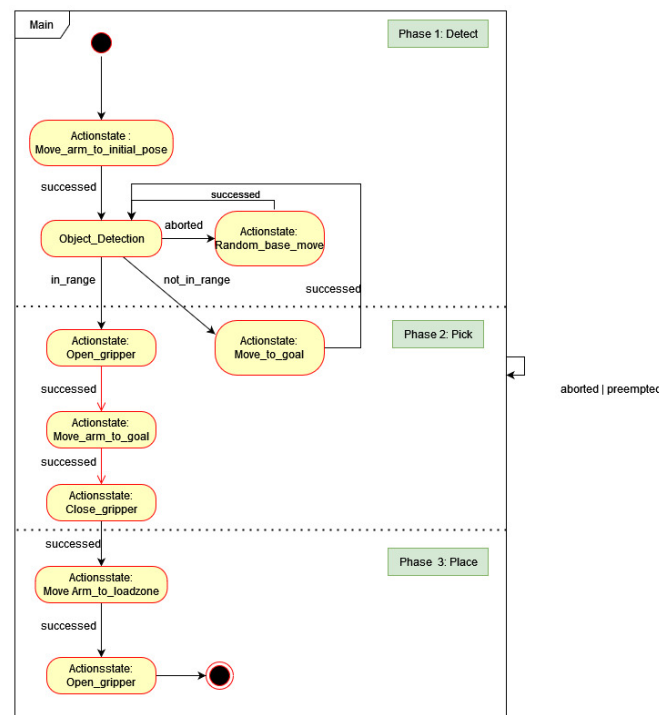 Main
Phase 1: Detect
Actionstate :
Move_arm_to_initial_pose
successed
successed
Object_Detection
aborted
Actionstate:
Random_base_move
in_range
not_in_range
successed
Actionstate:
Open_gripper
Actionstate:
Move_to_goal
Phase 2: Pick
aborted | preempted
successed
Actionstate:
Move_arm_to_goal
successed
Actionsstate:
Close_gripper
successed
Phase  3: Place
Actionsstate:
Move Arm_to_loadzone
successed
Actionsstate:
Open_gripper